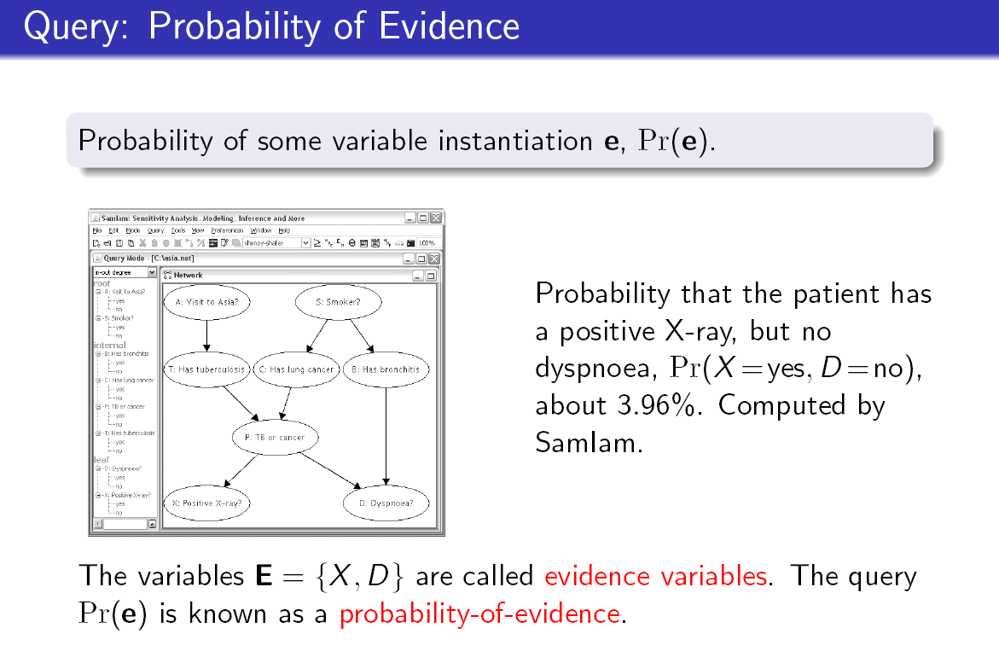 Query: Probability of Evidence
Probability of some variable instantiation e, Pr(e).
SamIam: Sensitivity Analysis, Modeling, Inference and More
File Edit Mode Query Tools View Preferences Window Help
shenoy-shafer
100%
Query Mode - [C:\asia.net]
in-out degree
Network
root
A: Visit to Asia?
yes
no
S: Smoker?
yes
no
internal
B: Has bronchitis
yes
no
C: Has lung cancer
yes
no
P: TB or cancer
yes
no
T: Has tuberculosis
yes
no
leaf
D: Dyspnoea?
yes
no
X: Positive X-ray?
yes
no
A: Visit to Asia?
S: Smoker?
T: Has tuberculosis
C: Has lung cancer
B: Has bronchitis
P: TB or cancer
X: Positive X-ray?
D: Dyspnoea?
Probability that the patient has
a positive X-ray, but no
dyspnoea, Pr(X = yes, D = no),
about 3.96%. Computed by
SamIam.
The variables E = {X, D} are called evidence variables. The query
Pr(e) is known as a probability-of-evidence.